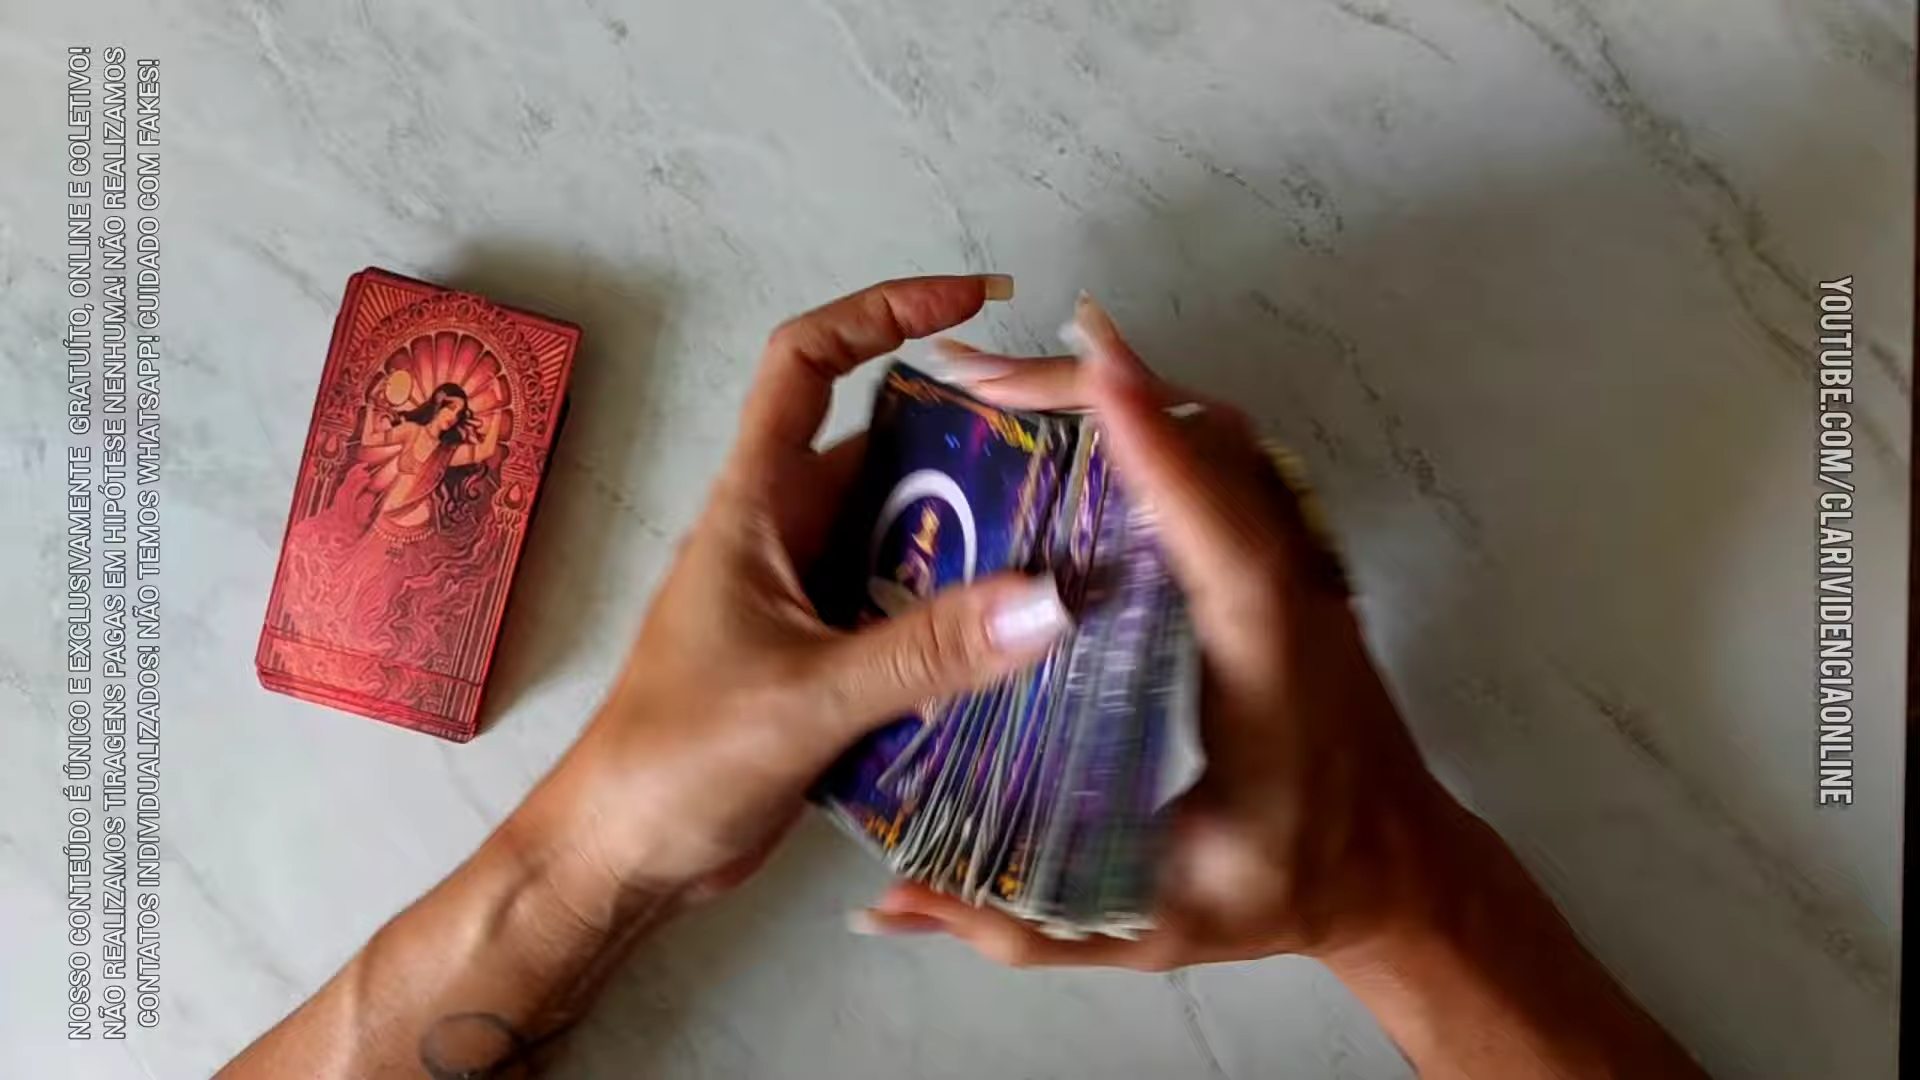 NOSSO CONTEÚDO É ÚNICO E EXCLUSIVAMENTE GRATUÍTO, ONLINE E COLETIVO!
NÃO REALIZAMOS TIRAGENS PAGAS EM HIPÓTESE NENHUMA! NÃO REALIZAMOS
CONTATOS INDIVIDUALIZADOS! NÃO TEMOS WHATSAPP! CUIDADO COM FAKES!
YOUTUBE.COM/CLARIVIDENCIAONLINE